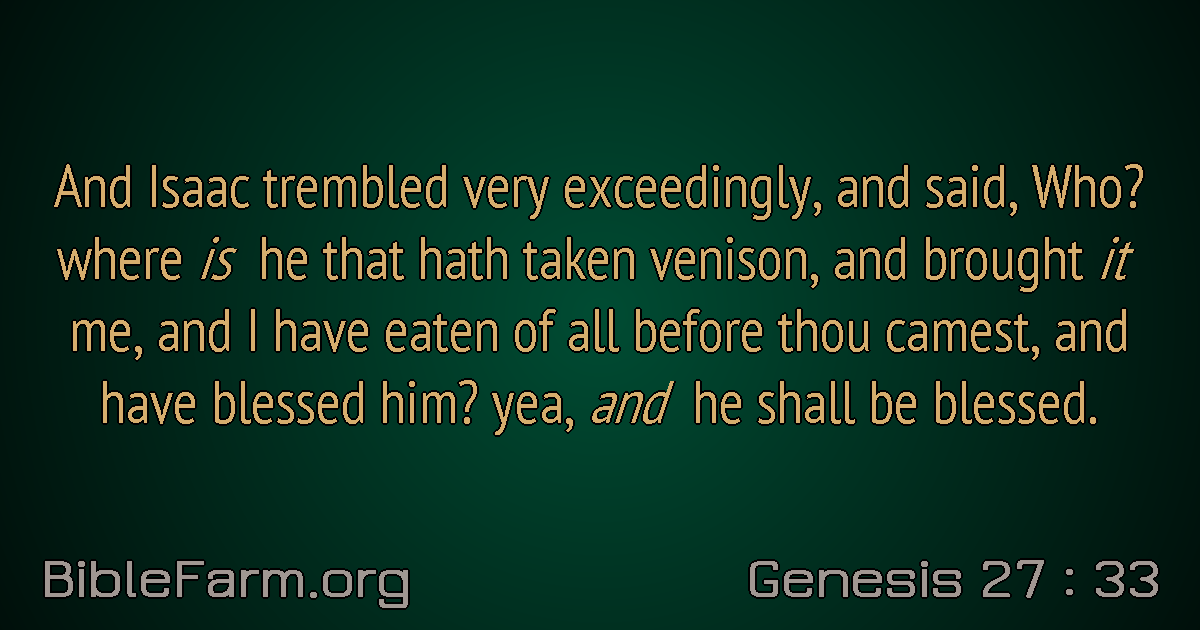 And Isaac trembled very exceedingly, and said, Who?
where is he that hath taken venison, and brought it
me, and I have eaten of all before thou camest, and
have blessed him? yea, and he shall be blessed.
BibleFarm.org
Genesis 27 : 33